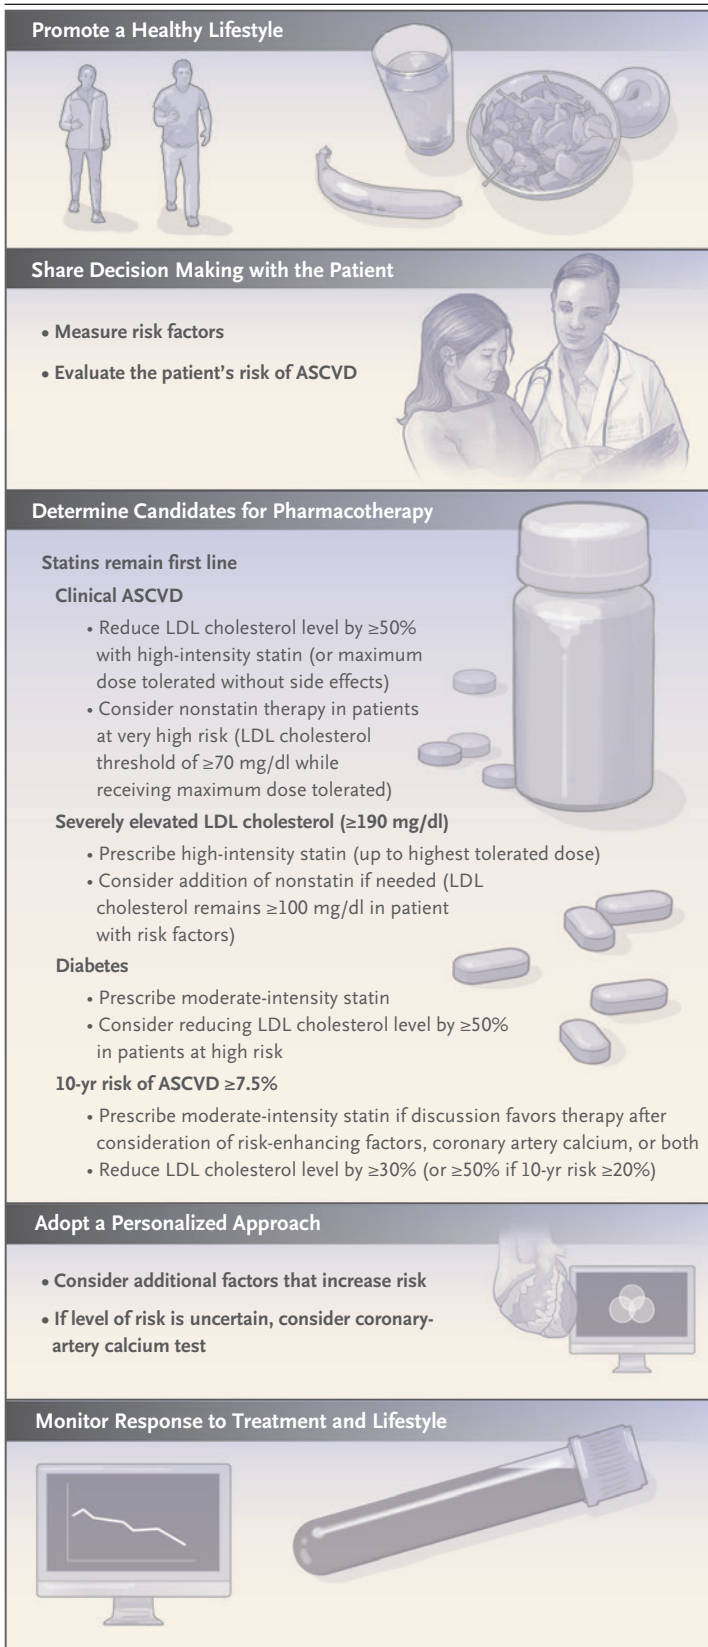 Promote a Healthy Lifestyle
Share Decision Making with the Patient
• Measure risk factors
• Evaluate the patient’s risk of ASCVD
Determine Candidates for Pharmacotherapy
Statins remain first line
Clinical ASCVD
• Reduce LDL cholesterol level by ≥50%
with high-intensity statin (or maximum
dose tolerated without side effects)
• Consider nonstatin therapy in patients
at very high risk (LDL cholesterol
threshold of ≥70 mg/dl while
receiving maximum dose tolerated)
Severely elevated LDL cholesterol (≥190 mg/dl)
• Prescribe high-intensity statin (up to highest tolerated dose)
• Consider addition of nonstatin if needed (LDL
cholesterol remains ≥100 mg/dl in patient
with risk factors)
Diabetes
• Prescribe moderate-intensity statin
• Consider reducing LDL cholesterol level by ≥50%
in patients at high risk
10-yr risk of ASCVD ≥7.5%
• Prescribe moderate-intensity statin if discussion favors therapy after
consideration of risk-enhancing factors, coronary artery calcium, or both
• Reduce LDL cholesterol level by ≥30% (or ≥50% if 10-yr risk ≥20%)
Adopt a Personalized Approach
• Consider additional factors that increase risk
• If level of risk is uncertain, consider coronary-
artery calcium test
Monitor Response to Treatment and Lifestyle